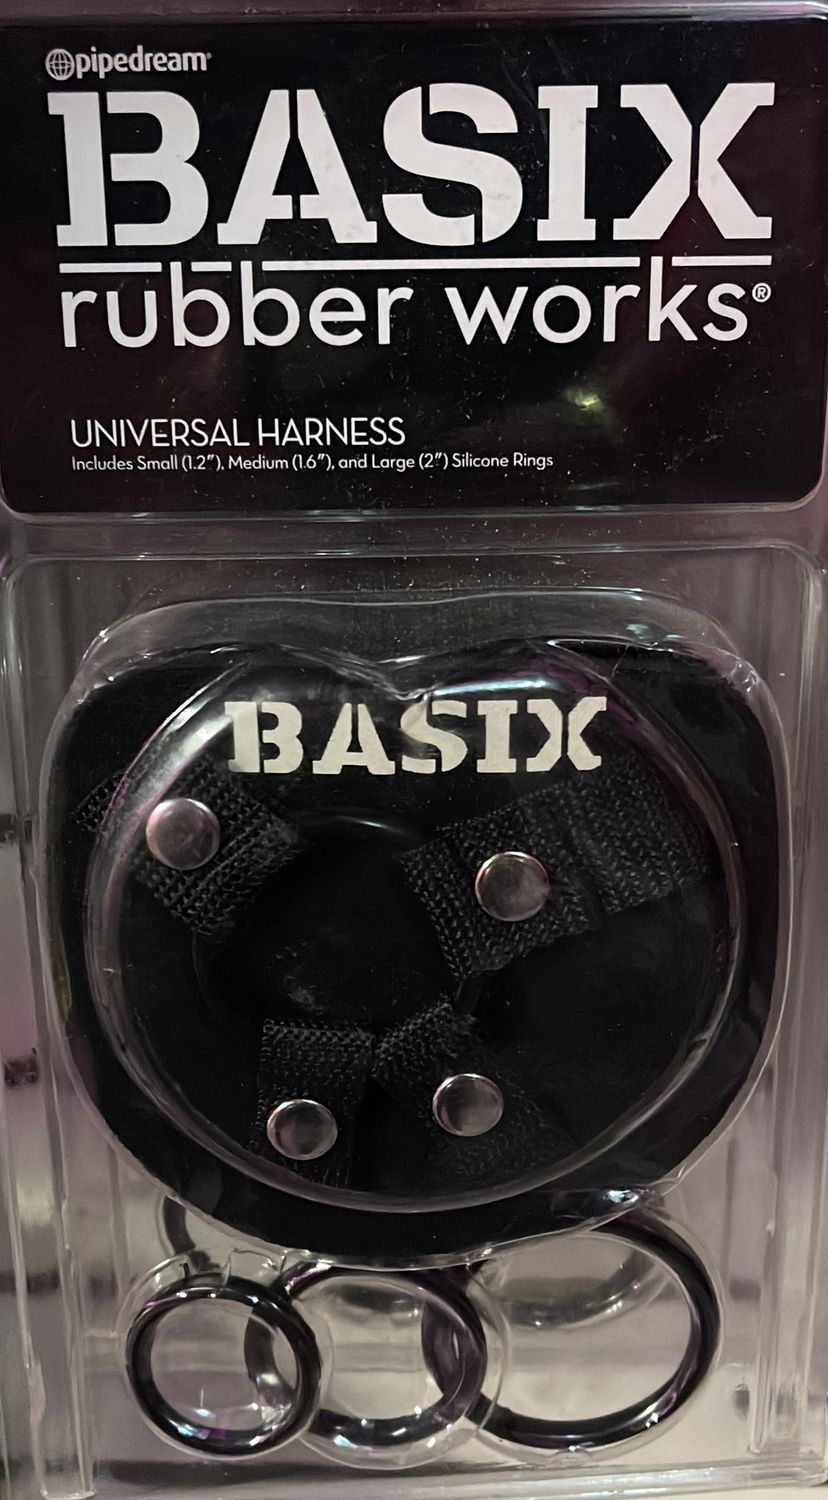 pipedream®
BASIX
rubber works®
UNIVERSAL HARNESS
Includes Small (1.2"), Medium (1.6"), and Large (2") Silicone Rings
BASIX